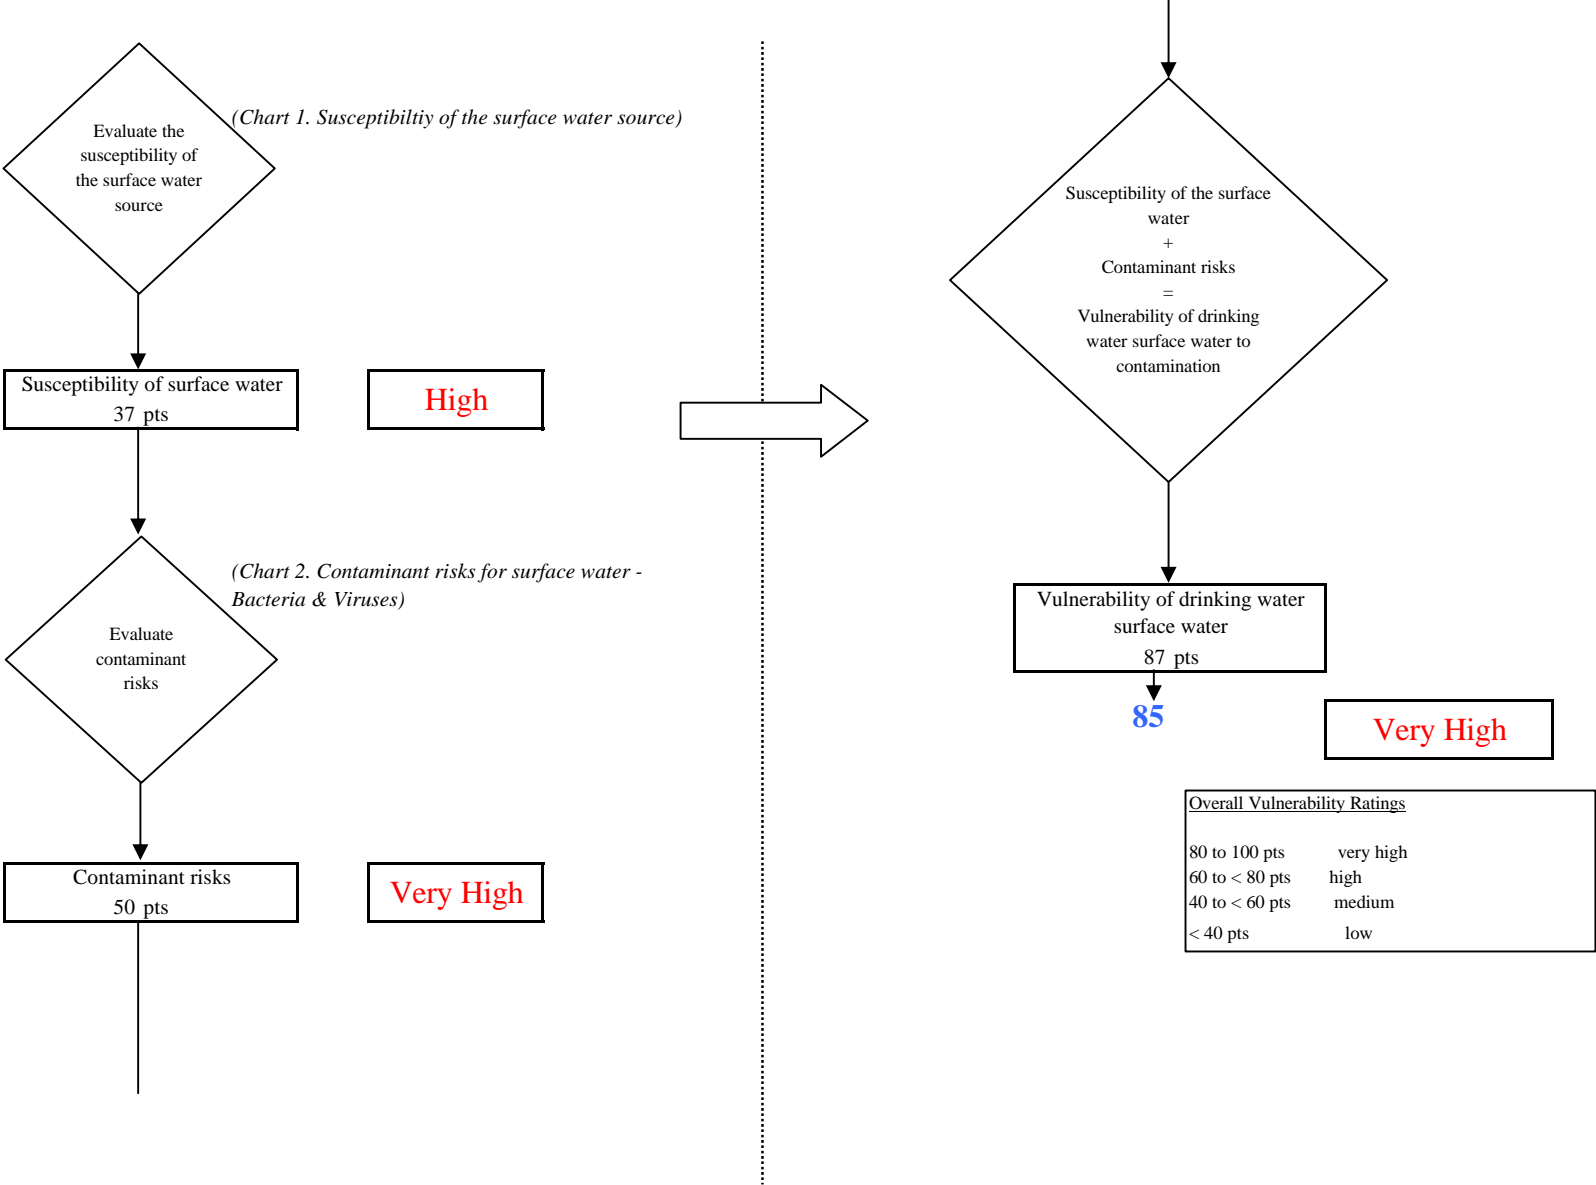 (Chart 1. Susceptibiltiy of the surface water source)
Evaluate the
susceptibility of
the surface water
source
Susceptibility of surface water
37 pts
High
(Chart 2. Contaminant risks for surface water -
Bacteria & Viruses)
Evaluate
contaminant
risks
Contaminant risks
50 pts
Very High
Susceptibility of the surface
water
+
Contaminant risks
=
Vulnerability of drinking
water surface water to
contamination
Vulnerability of drinking water
surface water
87 pts
85
Very High
Overall Vulnerability Ratings
80 to 100 pts very high
60 to < 80 pts high
40 to < 60 pts medium
< 40 pts low